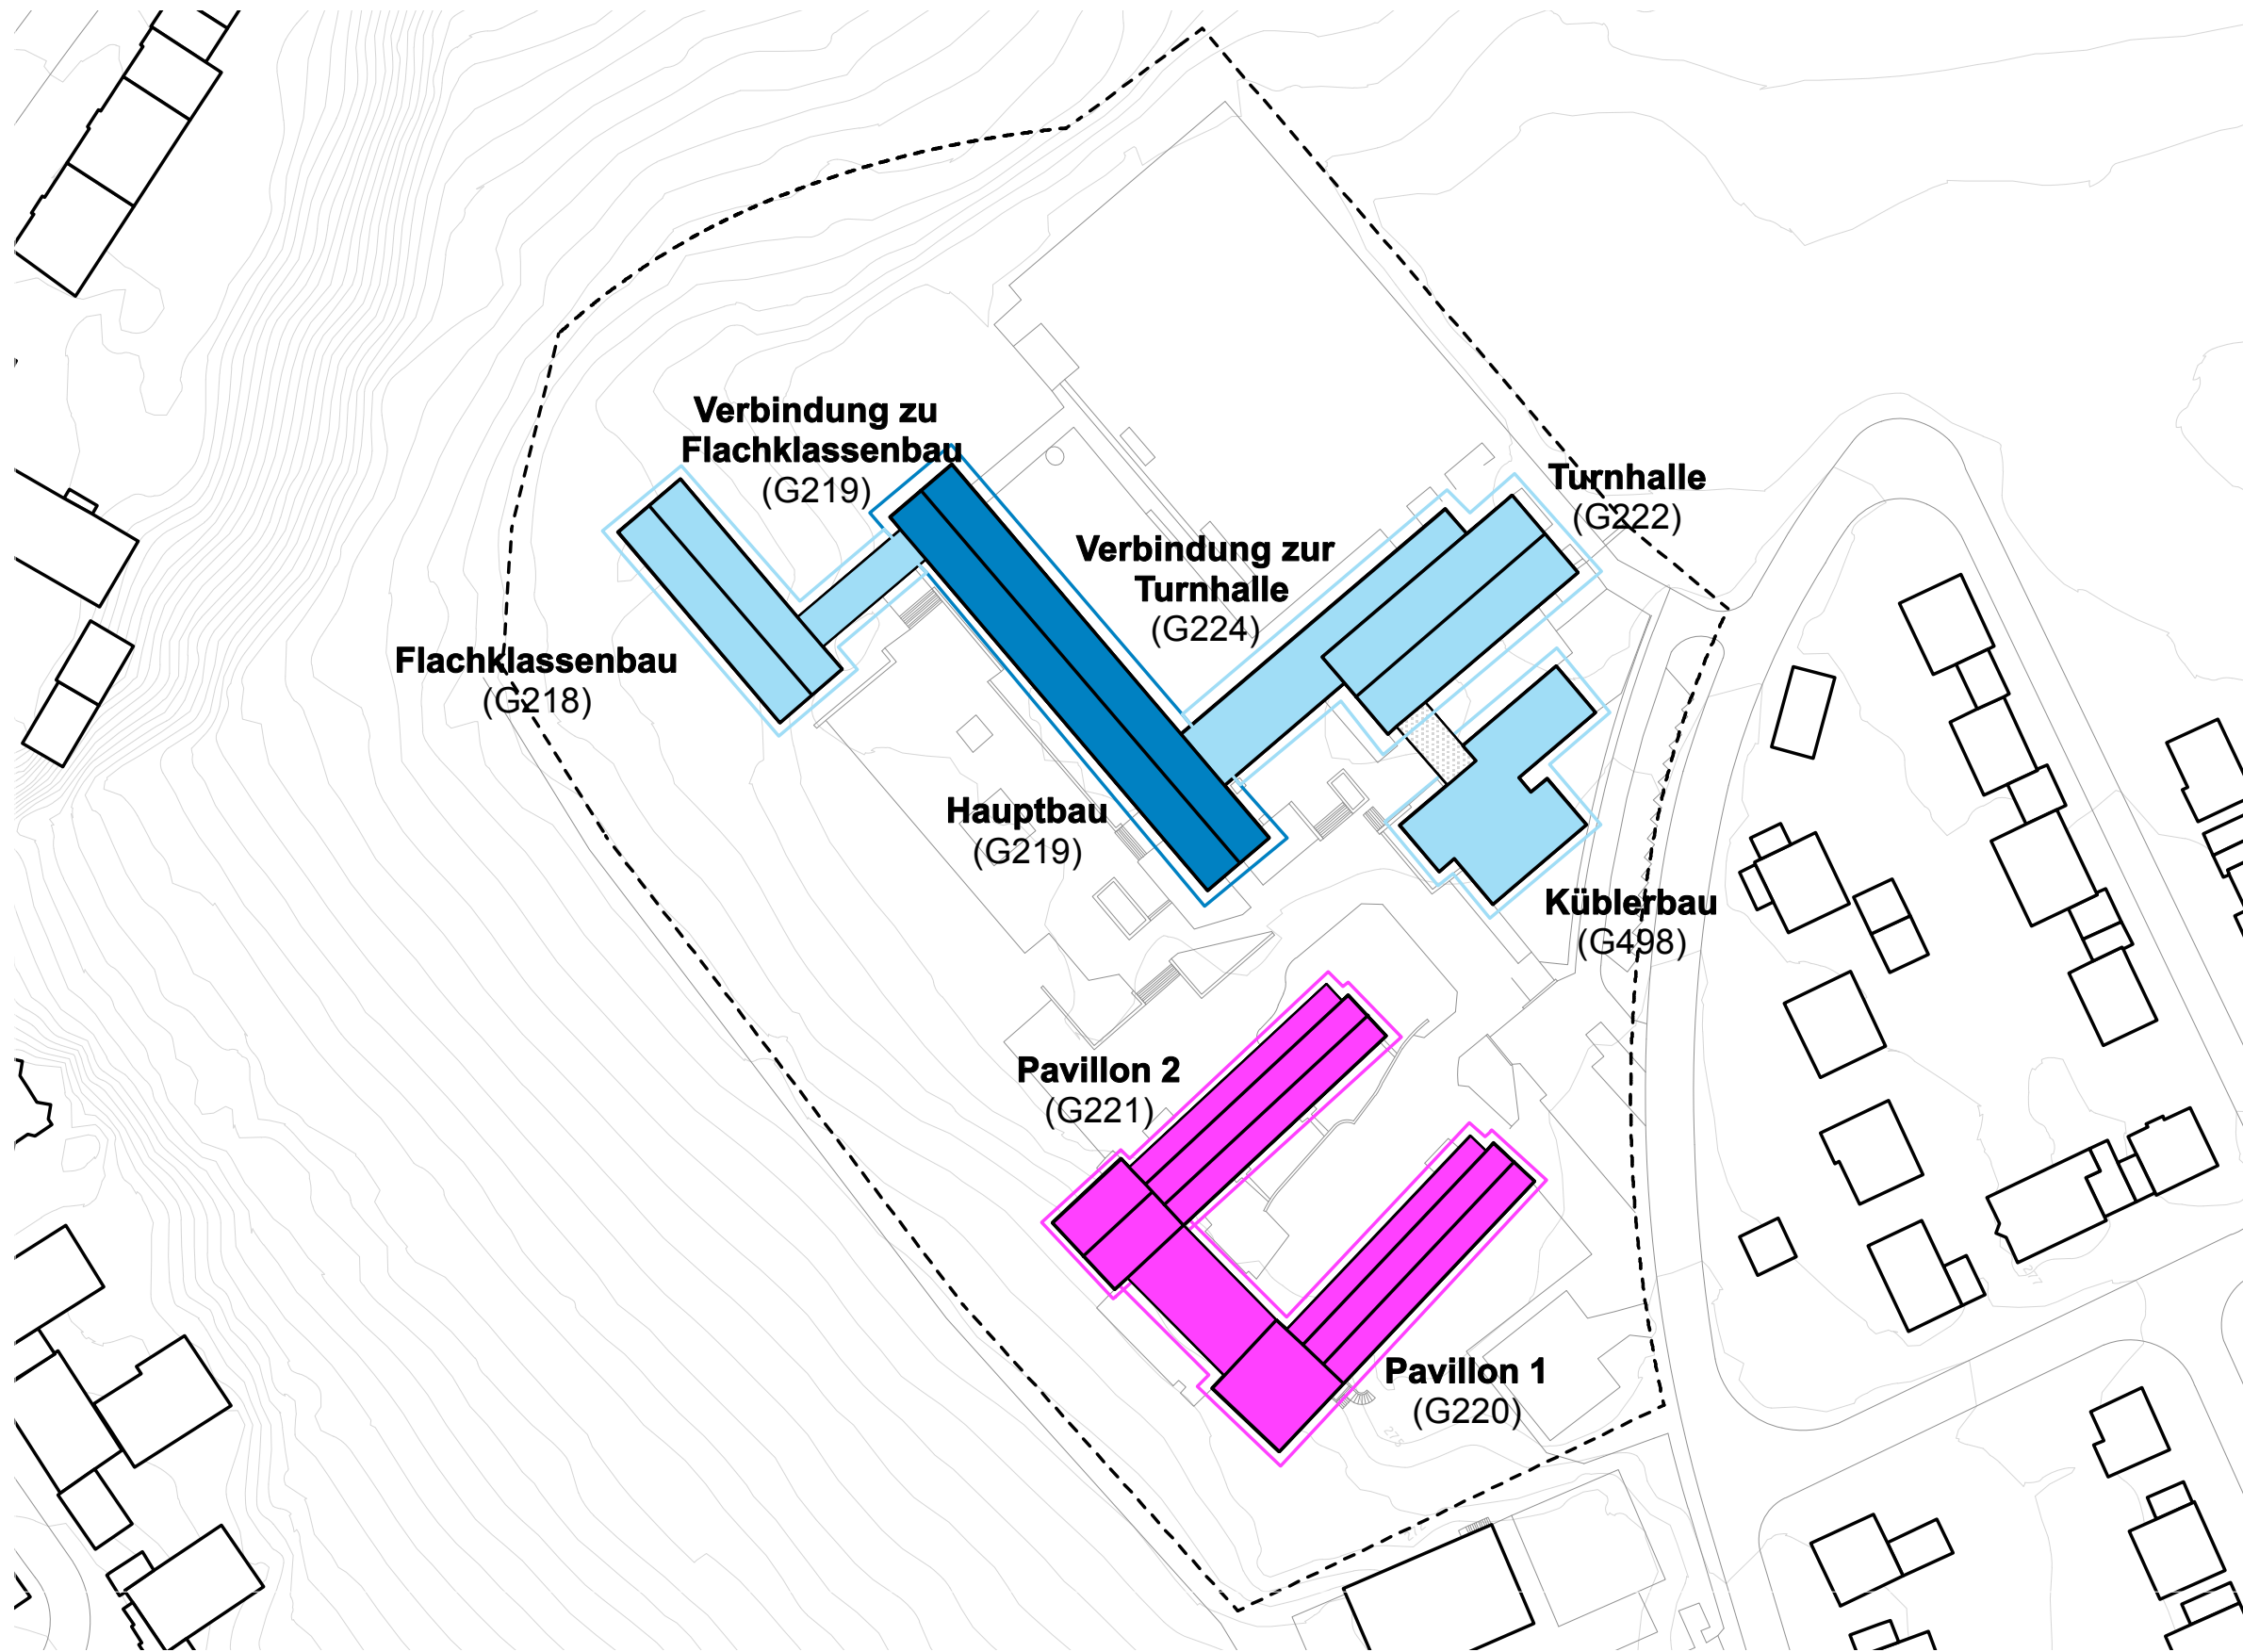 Verbindung zu
Flachklassenbau
(G219)
Turnhalle
(G222)
Verbindung zur
Turnhalle
(G224)
Flachklassenbau
(G218)
Hauptbau
(G219)
Küblerbau
(G498)
Pavillon 2
(G221)
Pavillon 1
(G220)
275